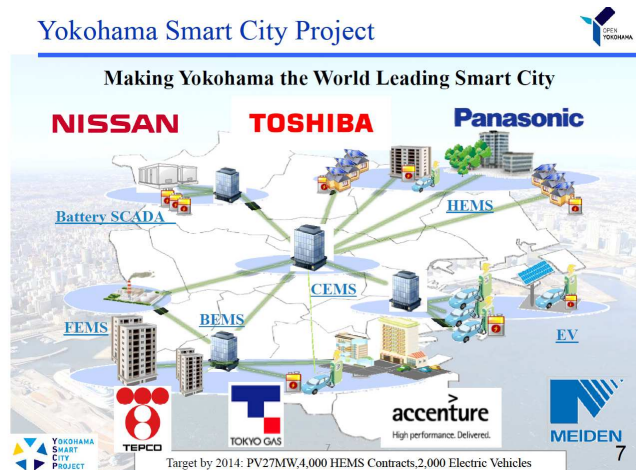 Yokohama Smart City Project
OPEN
YOKOHAMA
Making Yokohama the World Leading Smart City
NISSAN
TOSHIBA
Panasonic
Battery SCADA
HEMS
CEMS
FEMS
BEMS
EV
TEPCO
TOKYO GAS
accenture
High performance. Delivered.
MEIDEN
YOKOHAMA
SMART
CITY
PROJECT
7
7
Target by 2014: PV27MW,4,000 HEMS Contracts,2,000 Electric Vehicles